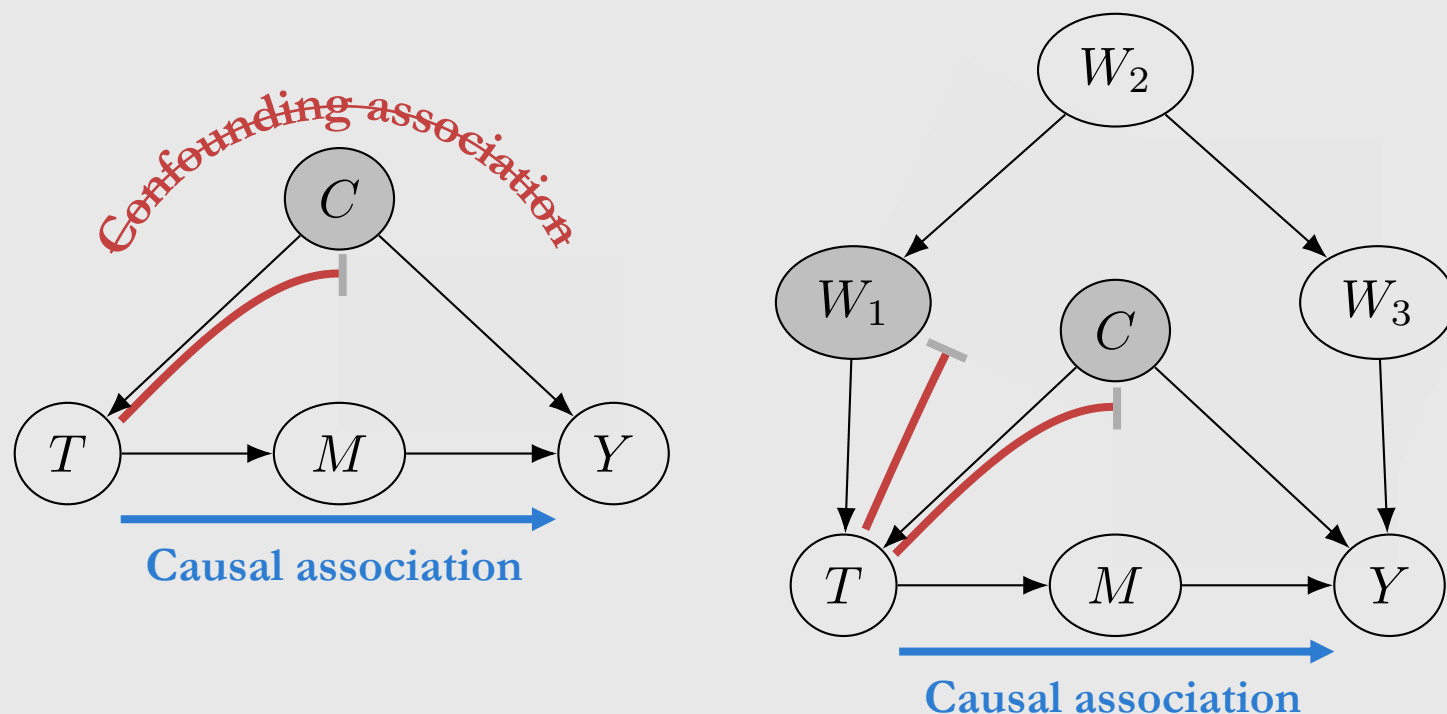 Confounding association
C
T
M
Y
Causal association
W₂
W₁
C
W₃
T
M
Y
Causal association